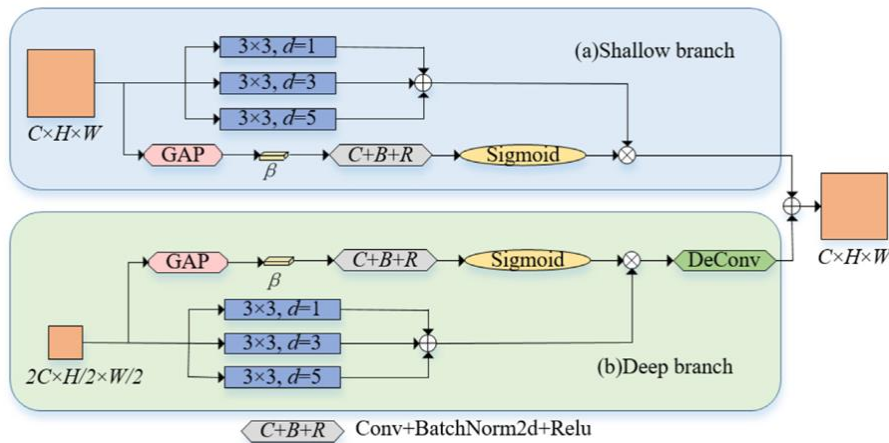 3×3, d=1
(a)Shallow branch
3×3, d=3
3×3, d=5
C×H×W
GAP
β
C+B+R
Sigmoid
GAP
β
C+B+R
Sigmoid
DeConv
C×H×W
3×3, d=1
3×3, d=3
3×3, d=5
2C×H/2×W/2
(b)Deep branch
C+B+R Conv+BatchNorm2d+Relu